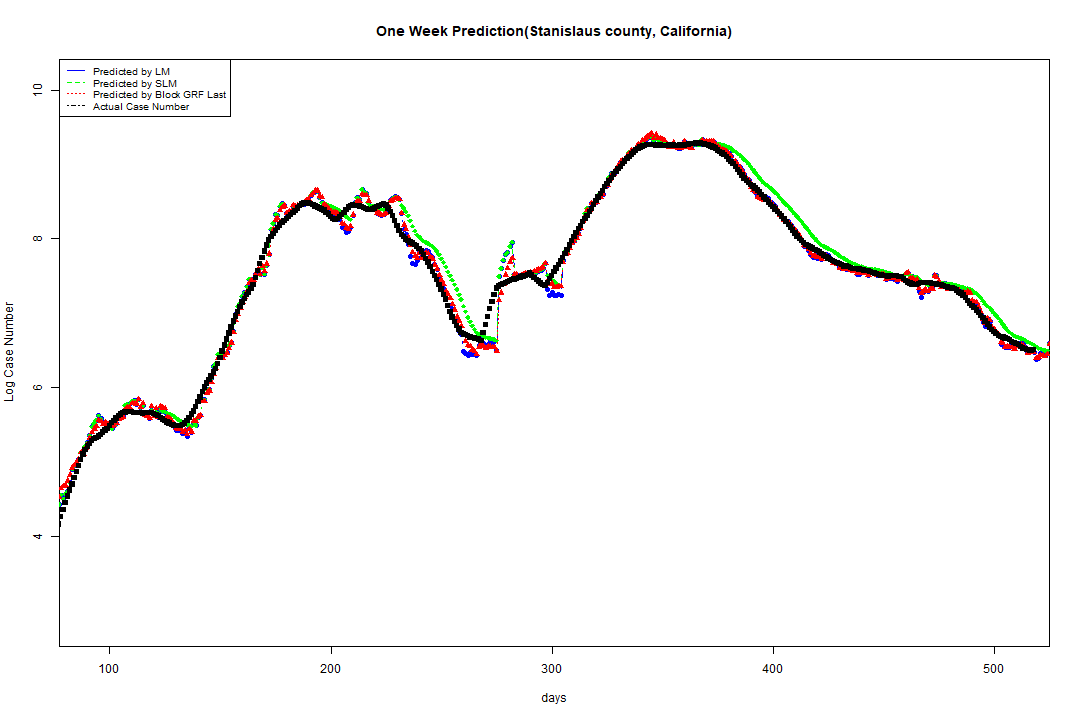 One Week Prediction(Stanislaus county, California)
Predicted by LM
Predicted by SLM
Predicted by Block GRF Last
Actual Case Number
10
8
6
4
Log Case Number
100 200 300 400 500
days